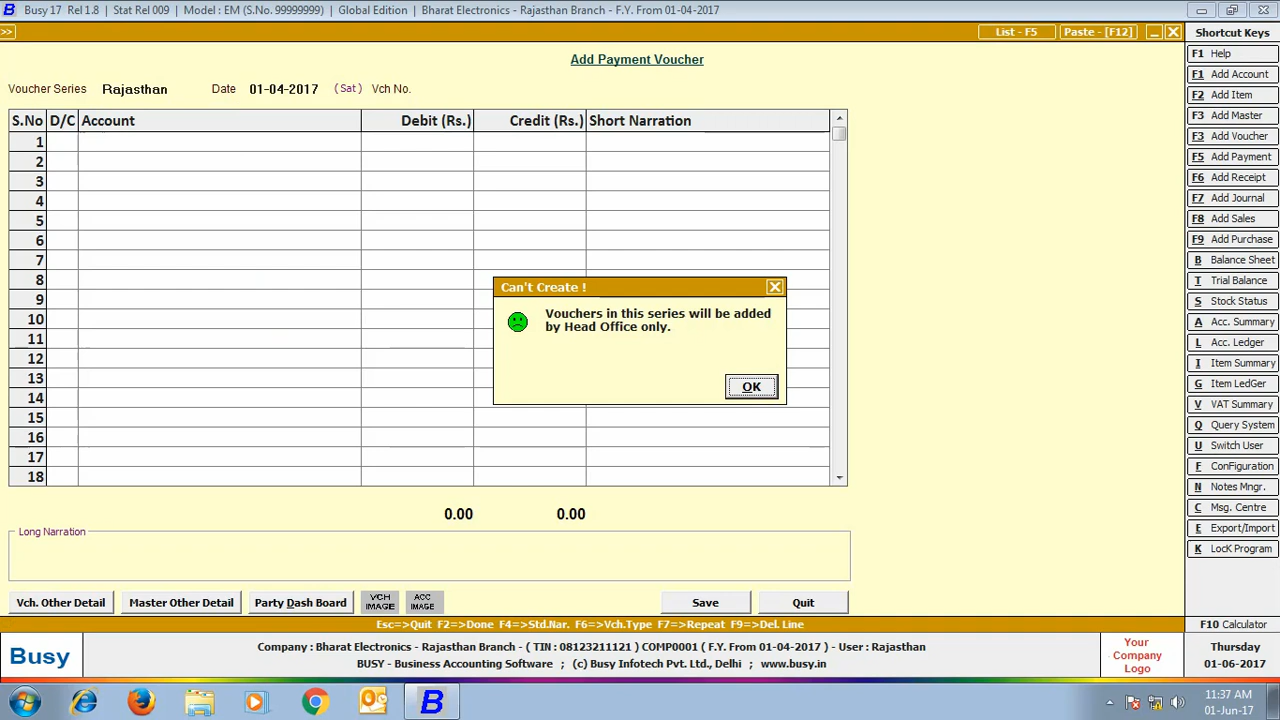 Busy 17 Rel 1.8 | Stat Rel 009 | Model : EM (S.No. 99999999) | Global Edition | Bharat Electronics - Rajasthan Branch - F.Y. From 01-04-2017
>> List - F5 Paste - [F12] Shortcut Keys
Add Payment Voucher
Voucher Series Rajasthan Date 01-04-2017 (Sat) Vch No.
S.No D/C Account Debit (Rs.) Credit (Rs.) Short Narration
1
2
3
4
5
6
7
8
9
10
11
12
13
14
15
16
17
18
Can't Create !
Vouchers in this series will be added
by Head Office only.
OK
0.00 0.00
Long Narration
Vch. Other Detail Master Other Detail Party Dash Board VCH IMAGE ACC IMAGE Save Quit
Esc=>Quit F2=>Done F4=>Std.Nar. F6=>Vch.Type F7=>Repeat F9=>Del. Line
F1 Help
F1 Add Account
F2 Add Item
F3 Add Master
F3 Add Voucher
F5 Add Payment
F6 Add Receipt
F7 Add Journal
F8 Add Sales
F9 Add Purchase
B Balance Sheet
T Trial Balance
S Stock Status
A Acc. Summary
L Acc. Ledger
I Item Summary
G Item LedGer
V VAT Summary
Q Query System
U Switch User
F ConFiguration
N Notes Mngr.
C Msg. Centre
E Export/Import
K LocK Program
F10 Calculator
Busy
Company : Bharat Electronics - Rajasthan Branch - ( TIN : 08123211121 ) COMP0001 ( F.Y. From 01-04-2017 ) - User : Rajasthan
BUSY - Business Accounting Software ; (c) Busy Infotech Pvt. Ltd., Delhi ; www.busy.in
Your
Company
Logo
Thursday
01-06-2017
11:37 AM
01-Jun-17